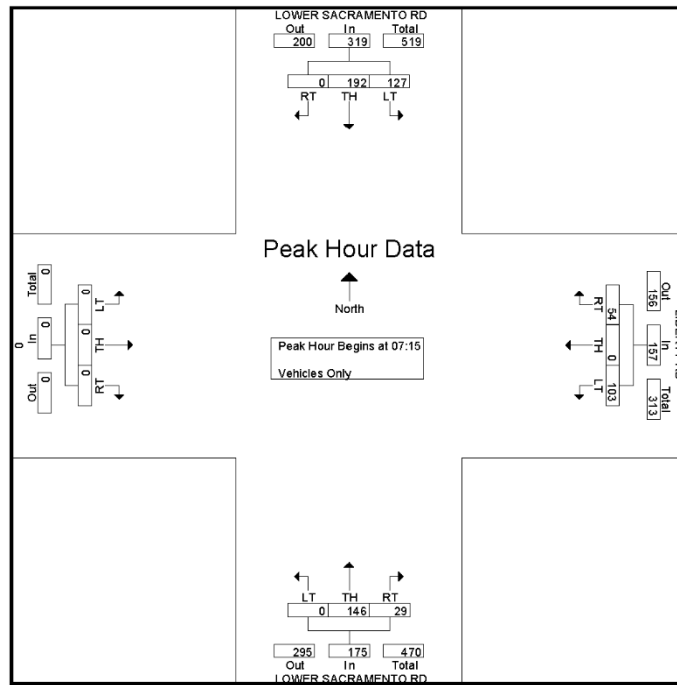 LOWER SACRAMENTO RD
Out In Total
200 319 519
0 192 127
RT TH LT
Peak Hour Data
North
Peak Hour Begins at 07:15
Vehicles Only
Total In Out
0 0 0
0
0 0 0
LT TH RT
RT TH LT
54 0 103
Out In Total
156 157 313
LT TH RT
0 146 29
295 175 470
Out In Total
LOWER SACRAMENTO RD